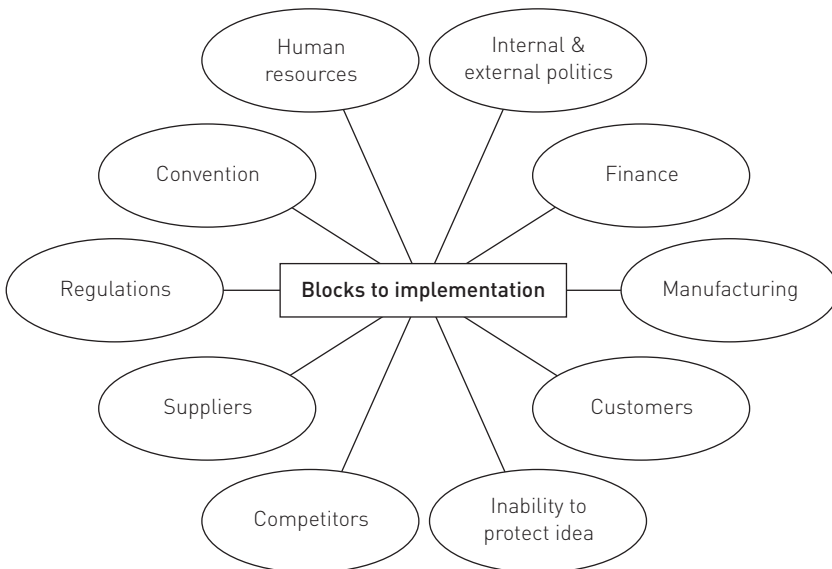 Human
resources
Internal &
external politics
Convention
Finance
Regulations
Blocks to implementation
Manufacturing
Suppliers
Customers
Competitors
Inability to
protect idea